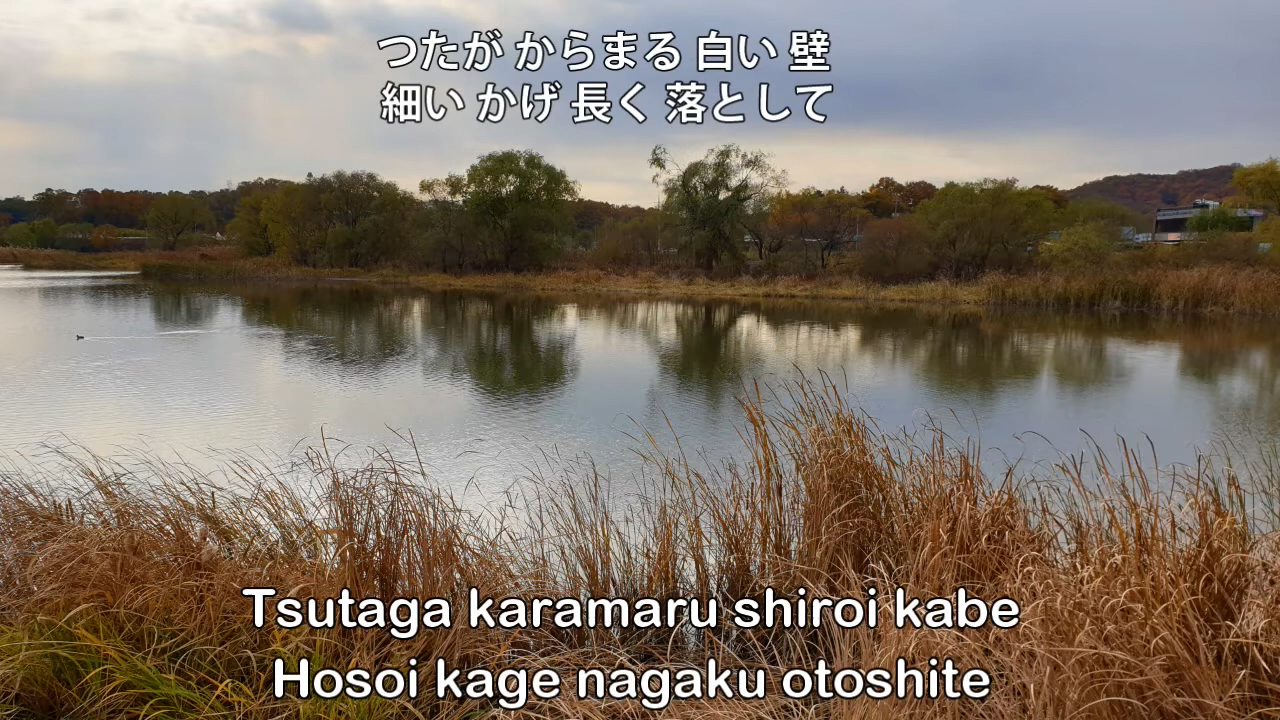 つたが からまる 白い 壁
細い かげ 長く 落として
Tsutaga karamaru shiroi kabe
Hosoi kage nagaku otoshite